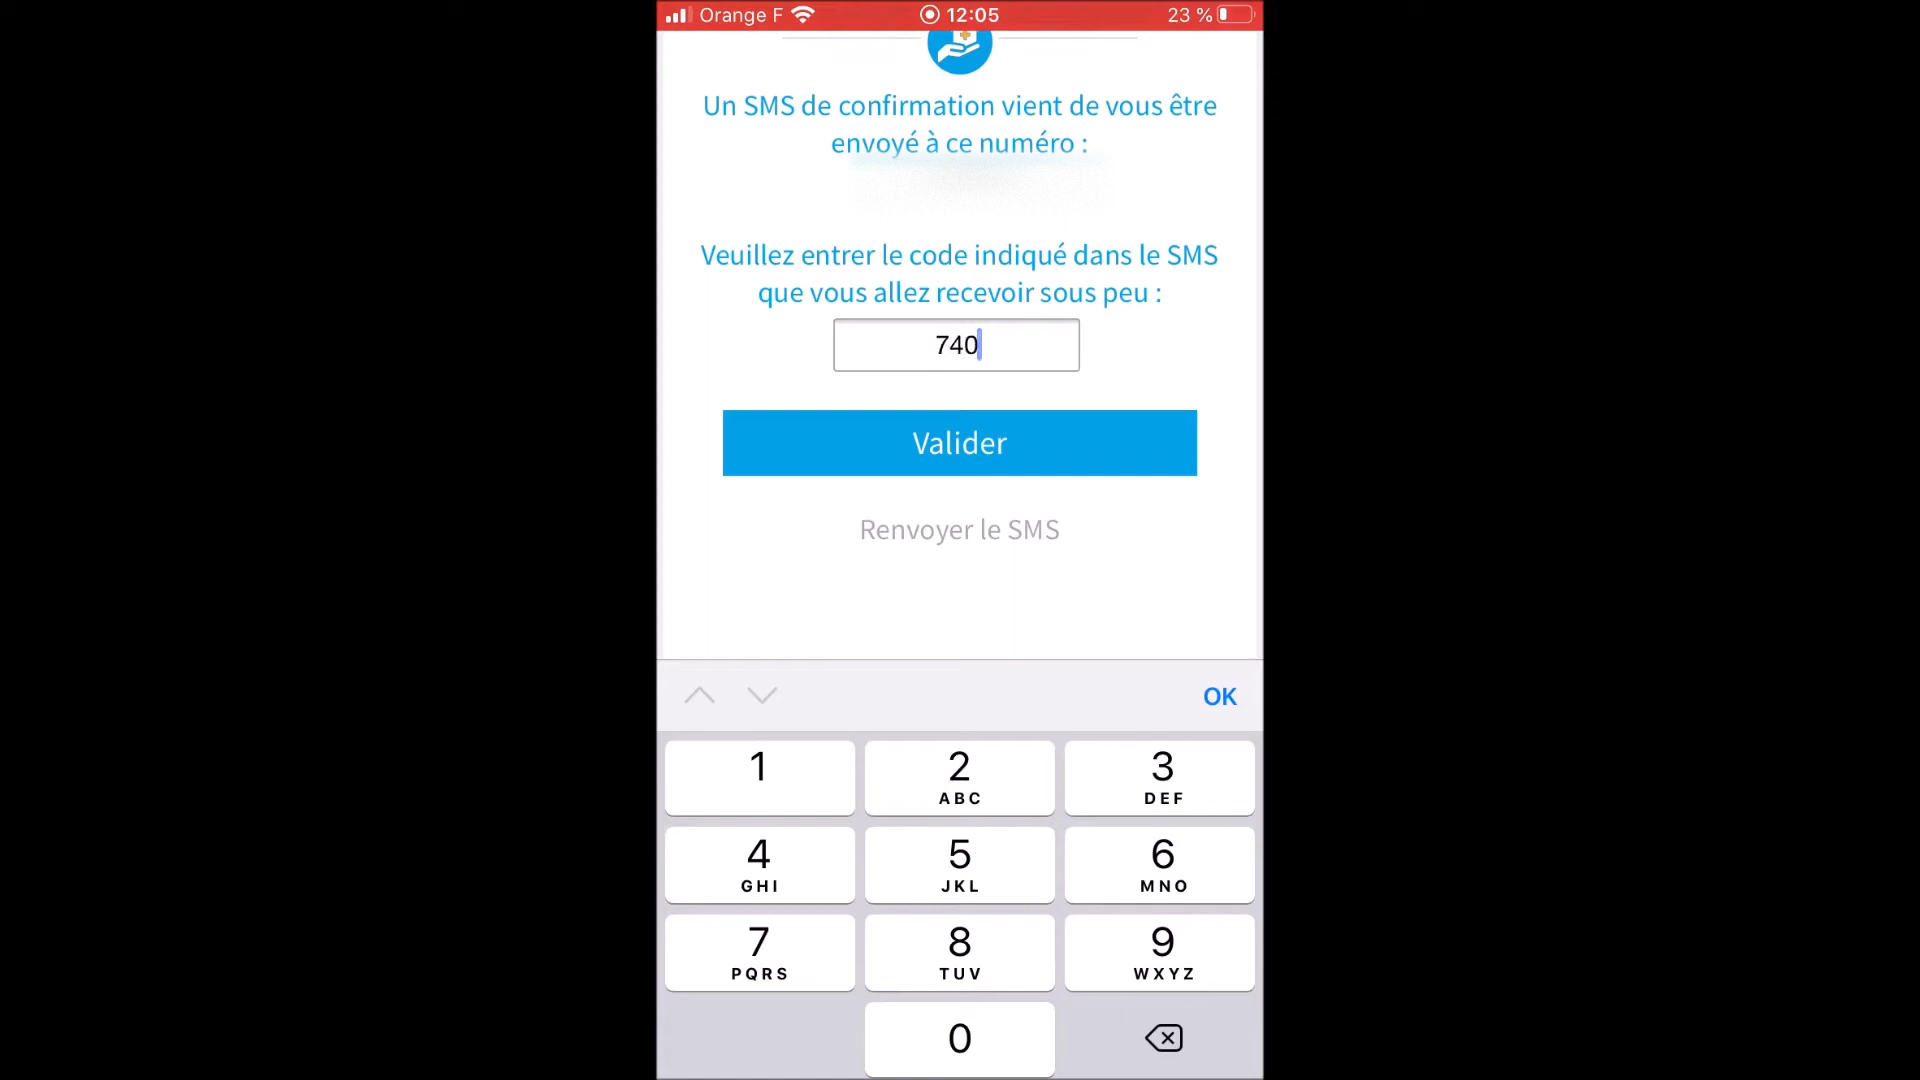 Orange F 12:05 23 %
Un SMS de confirmation vient de vous être
envoyé à ce numéro :
Veuillez entrer le code indiqué dans le SMS
que vous allez recevoir sous peu :
740
Valider
Renvoyer le SMS
OK
1 2 3
ABC DEF
4 5 6
GHI JKL MNO
7 8 9
PQRS TUV WXYZ
0